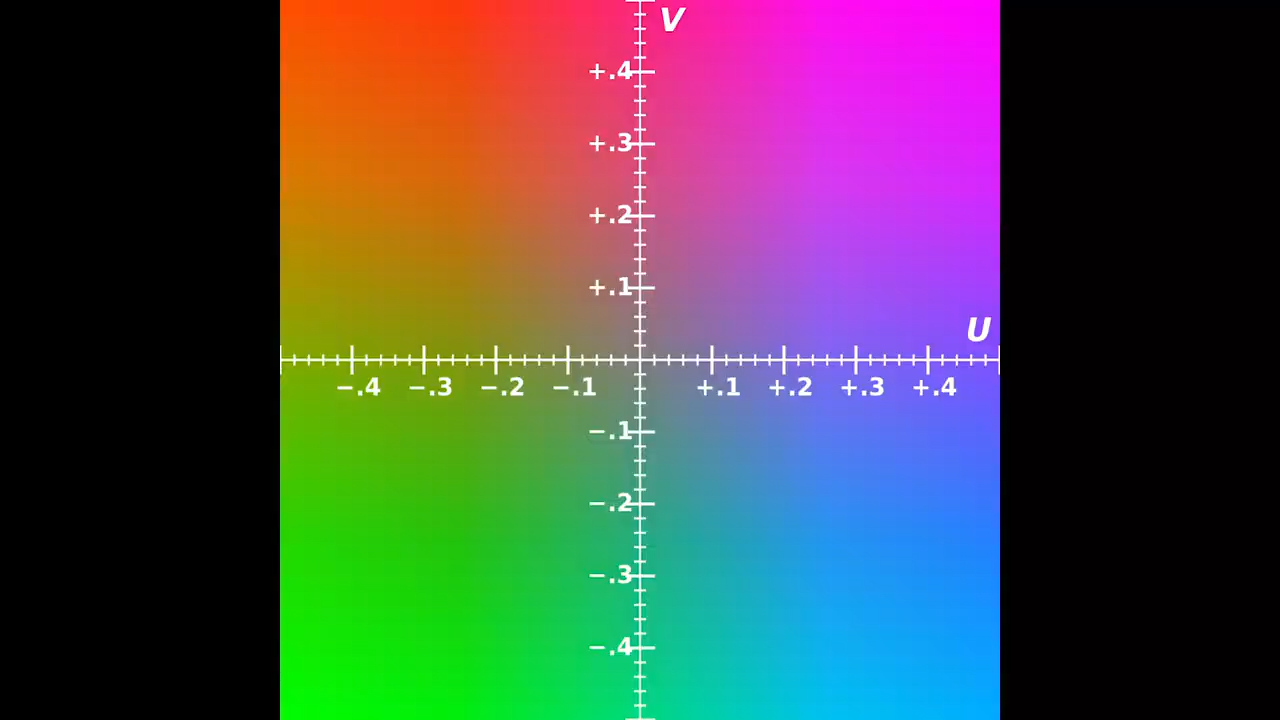 V
+.4
+.3
+.2
+.1
U
−.4 −.3 −.2 −.1 +.1 +.2 +.3 +.4
−.1
−.2
−.3
−.4